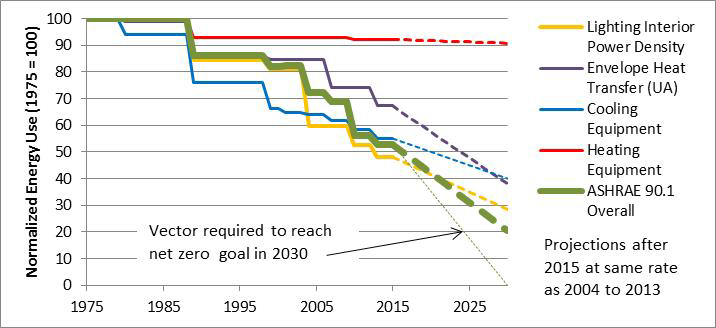 Normalized Energy Use (1975 = 100)
100
90
80
70
60
50
40
30
20
10
0
1975
1985
1995
2005
2015
2025
Vector required to reach
net zero goal in 2030
Lighting Interior
Power Density
Envelope Heat
Transfer (UA)
Cooling
Equipment
Heating
Equipment
ASHRAE 90.1
Overall
Projections after
2015 at same rate
as 2004 to 2013